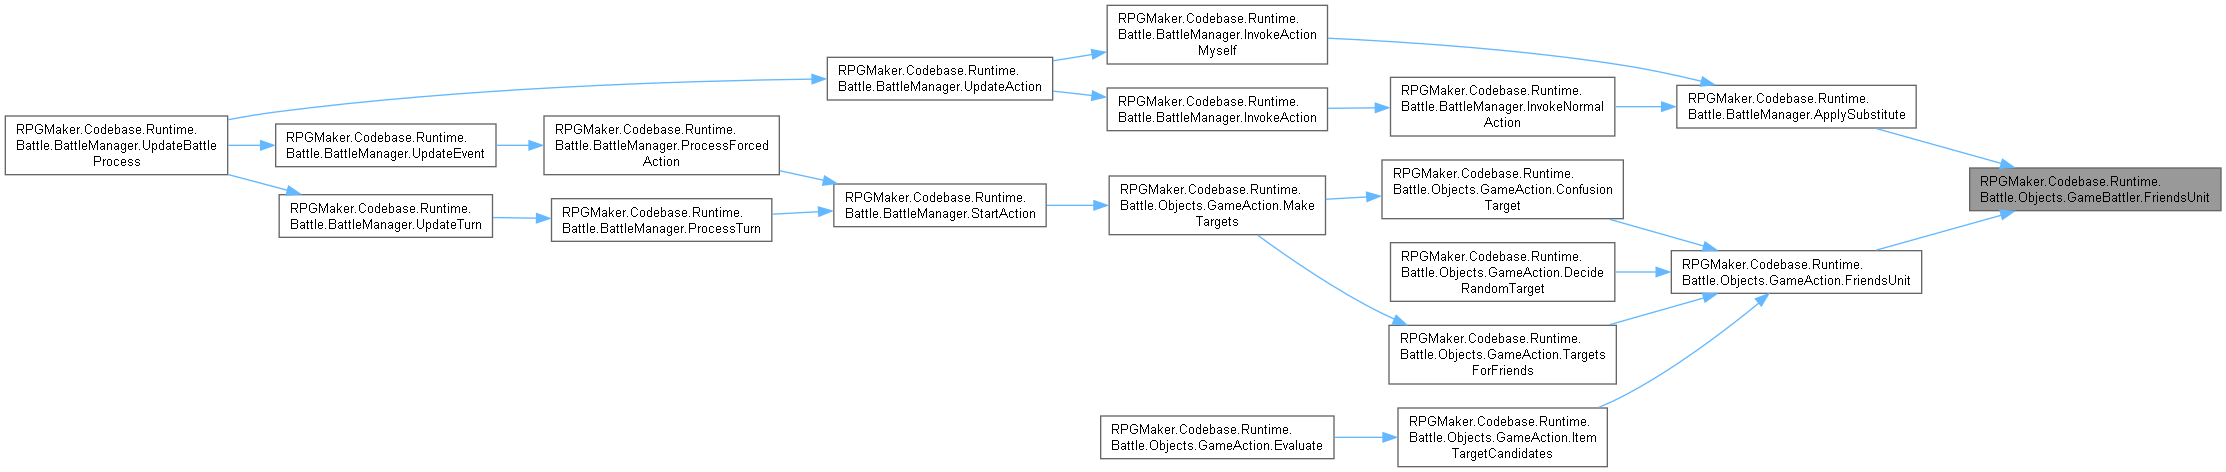 RPGMaker.Codebase.Runtime.
Battle.BattleManager.UpdateBattle
Process
RPGMaker.Codebase.Runtime.
Battle.BattleManager.UpdateEvent
RPGMaker.Codebase.Runtime.
Battle.BattleManager.UpdateTurn
RPGMaker.Codebase.Runtime.
Battle.BattleManager.ProcessForced
Action
RPGMaker.Codebase.Runtime.
Battle.BattleManager.ProcessTurn
RPGMaker.Codebase.Runtime.
Battle.BattleManager.UpdateAction
RPGMaker.Codebase.Runtime.
Battle.BattleManager.StartAction
RPGMaker.Codebase.Runtime.
Battle.BattleManager.InvokeAction
Myself
RPGMaker.Codebase.Runtime.
Battle.BattleManager.InvokeAction
RPGMaker.Codebase.Runtime.
Battle.Objects.GameAction.Make
Targets
RPGMaker.Codebase.Runtime.
Battle.Objects.GameAction.Evaluate
RPGMaker.Codebase.Runtime.
Battle.BattleManager.InvokeNormal
Action
RPGMaker.Codebase.Runtime.
Battle.Objects.GameAction.Confusion
Target
RPGMaker.Codebase.Runtime.
Battle.Objects.GameAction.Decide
RandomTarget
RPGMaker.Codebase.Runtime.
Battle.Objects.GameAction.Targets
ForFriends
RPGMaker.Codebase.Runtime.
Battle.Objects.GameAction.Item
TargetCandidates
RPGMaker.Codebase.Runtime.
Battle.BattleManager.ApplySubstitute
RPGMaker.Codebase.Runtime.
Battle.Objects.GameAction.FriendsUnit
RPGMaker.Codebase.Runtime.
Battle.Objects.GameBattler.FriendsUnit